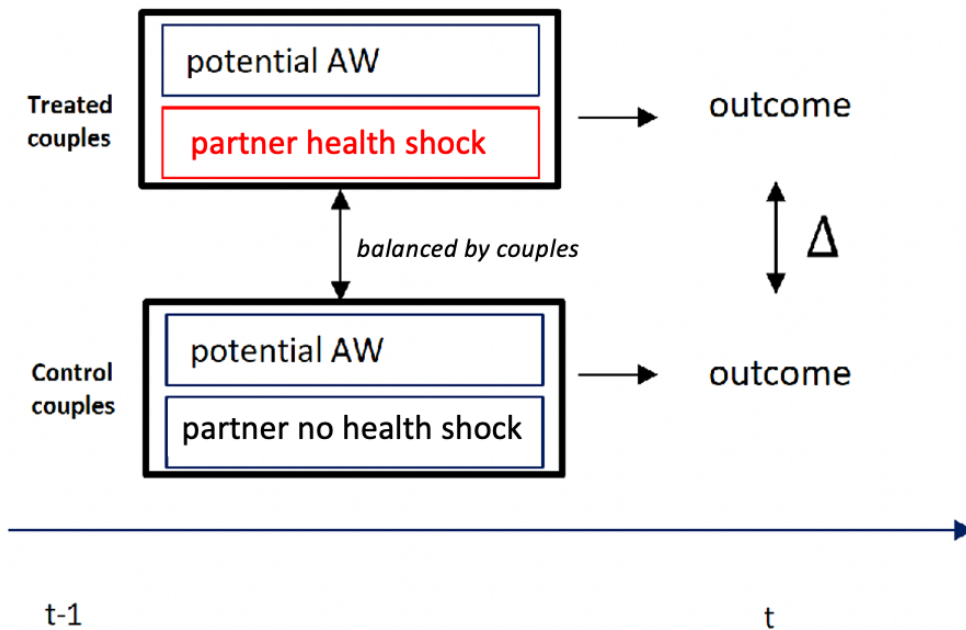 potential AW
Treated
couples
partner health shock
outcome
balanced by couples
Δ
potential AW
Control
couples
partner no health shock
outcome
t-1
t